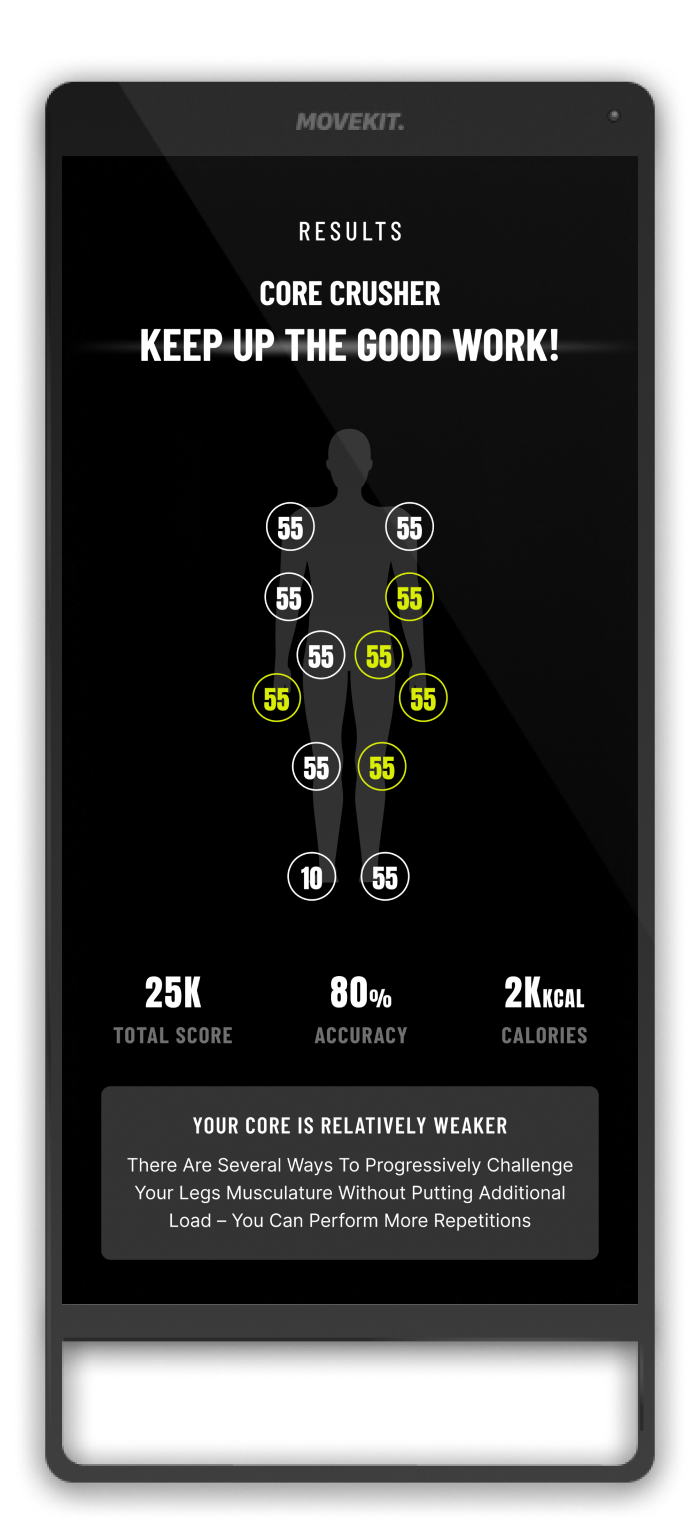 MOVEKIT.
RESULTS
CORE CRUSHER
KEEP UP THE GOOD WORK!
55 55
55 55
55 55
55 55
55 55
10 55
25K 80% 2KKCAL
TOTAL SCORE ACCURACY CALORIES
YOUR CORE IS RELATIVELY WEAKER
There Are Several Ways To Progressively Challenge
Your Legs Musculature Without Putting Additional
Load – You Can Perform More Repetitions